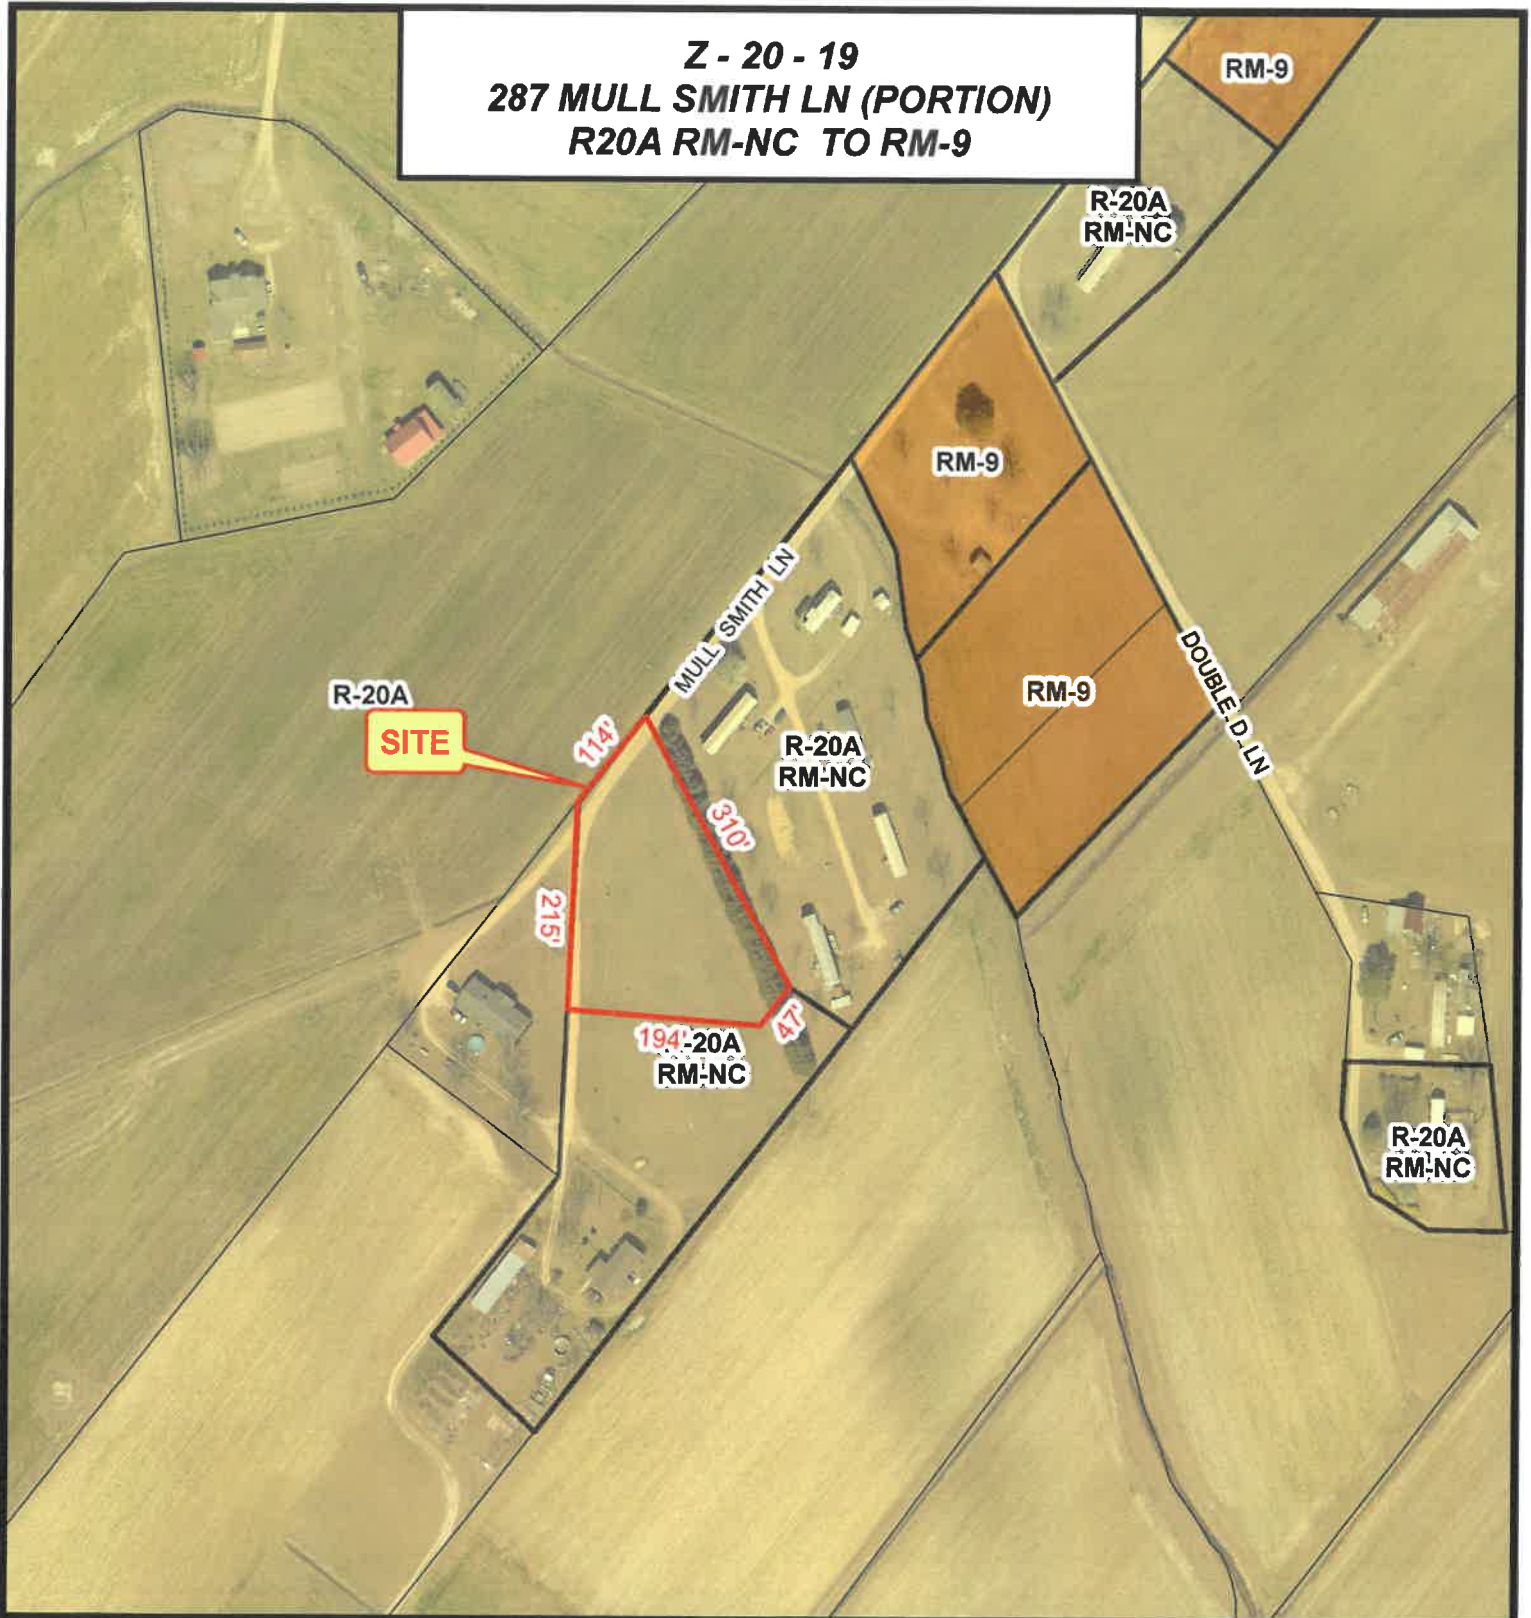 Z - 20 - 19
287 MULL SMITH LN (PORTION)
R20A RM-NC TO RM-9
RM-9
R-20A
RM-NC
RM-9
MULL SMITH LN
RM-9
DOUBLE D LN
R-20A
SITE
114'
R-20A
RM-NC
310'
215'
194'
-20A
RM-NC
47'
R-20A
RM-NC